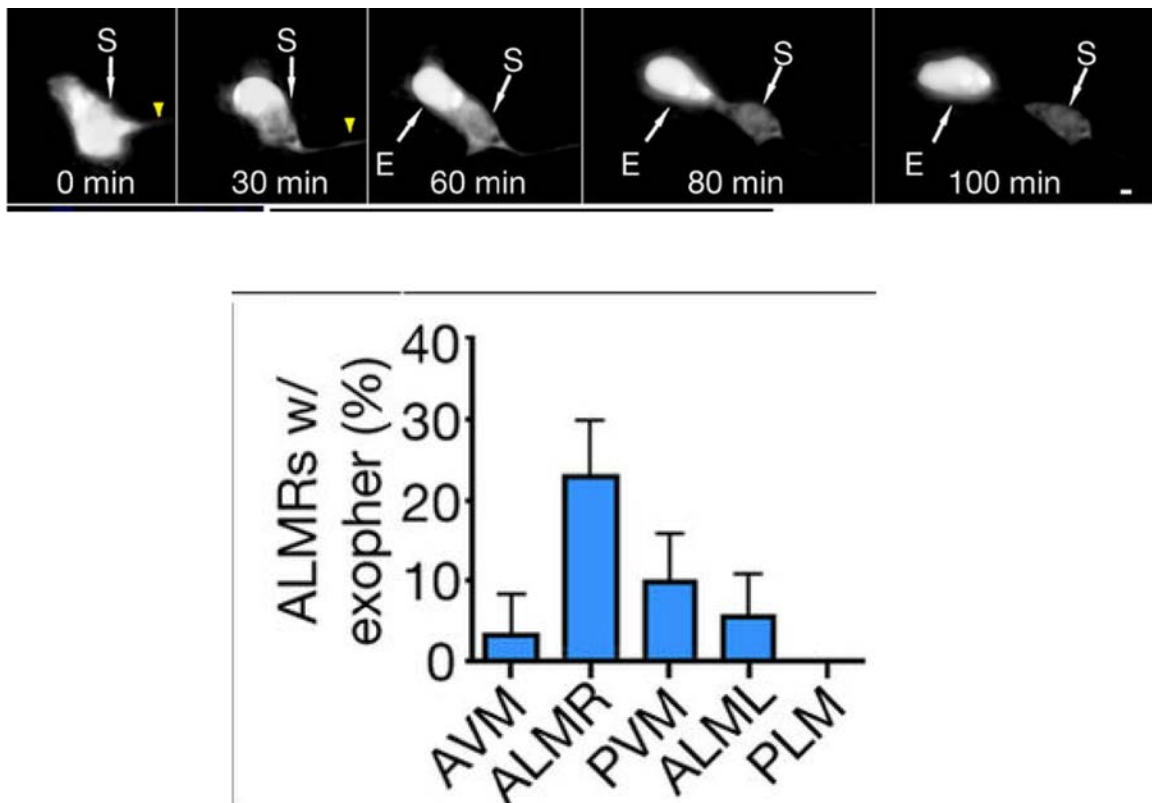 S
S
S
S
S
E
E
E
0 min
30 min
60 min
80 min
100 min
ALMRs w/
exopher (%)
40
30
20
10
0
AVM
ALMR
PVM
ALML
PLM